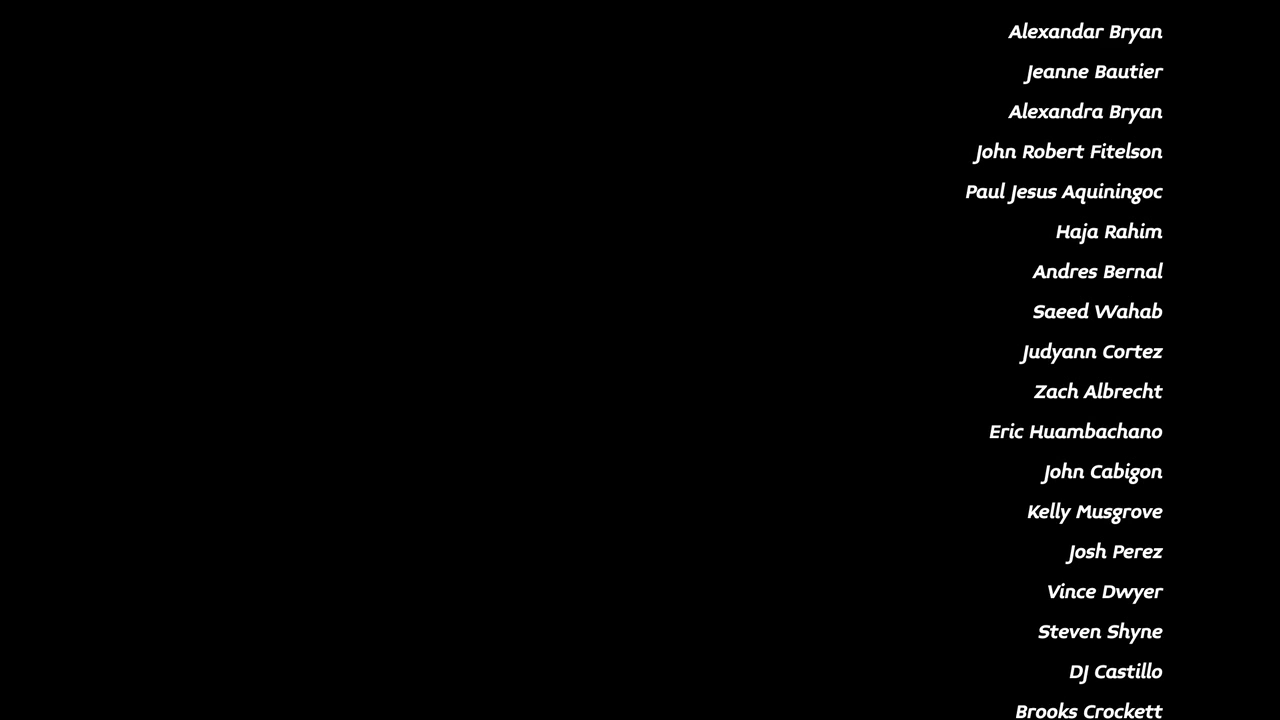 Alexandar Bryan
Jeanne Bautier
Alexandra Bryan
John Robert Fitelson
Paul Jesus Aquiningoc
Haja Rahim
Andres Bernal
Saeed Wahab
Judyann Cortez
Zach Albrecht
Eric Huambachano
John Cabigon
Kelly Musgrove
Josh Perez
Vince Dwyer
Steven Shyne
DJ Castillo
Brooks Crockett